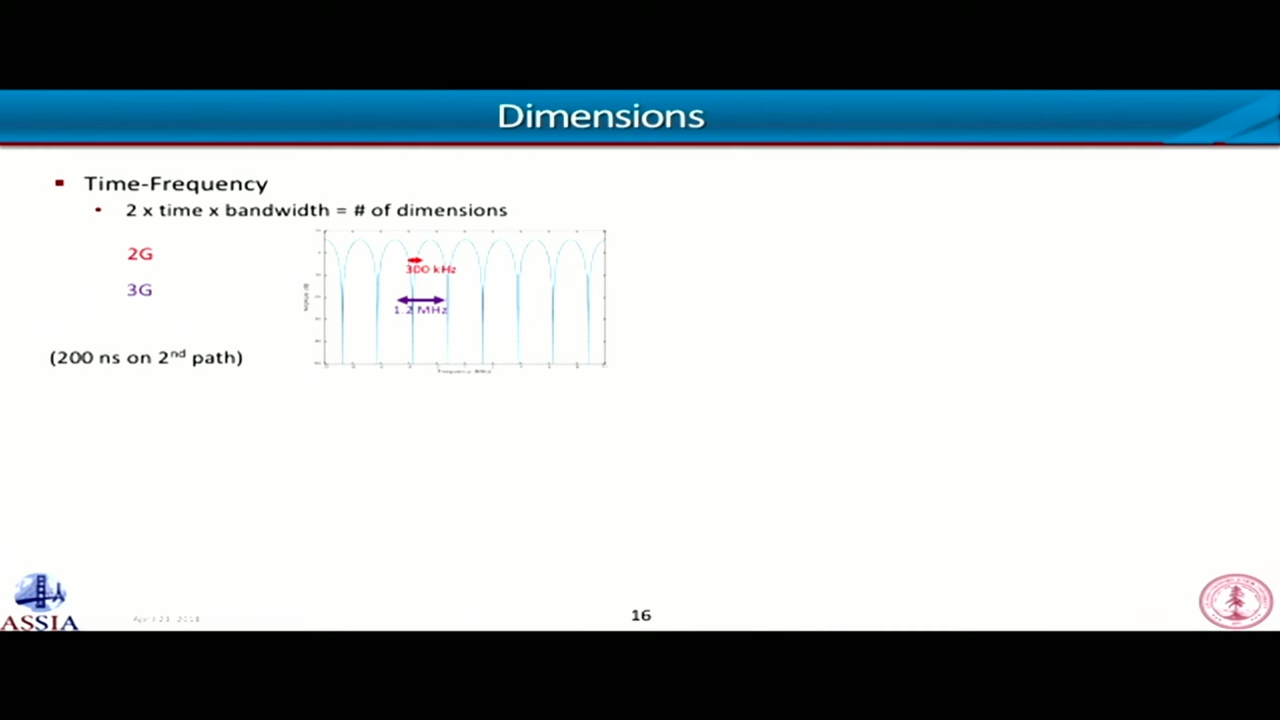 Dimensions
Time-Frequency
2 x time x bandwidth = # of dimensions
2G
300 kHz
3G
1.2 MHz
(200 ns on 2nd path)
ASSIA
16